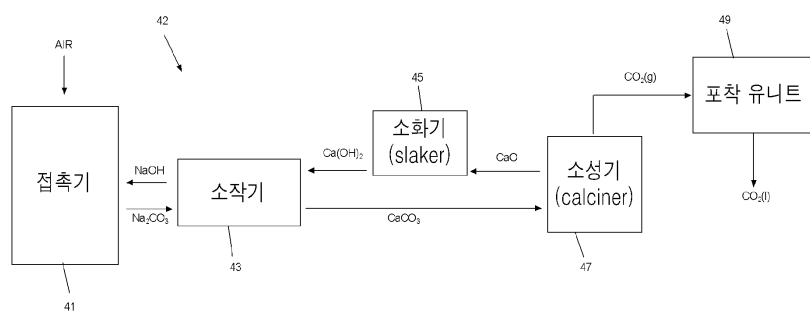 42
49
AIR
CO₂(g)
포착 유니트
45
소화기
(slaker)
Ca(OH)₂
CaO
소성기
(calciner)
접촉기
NaOH
소작기
Na₂CO₃
CaCO₃
CO₂(l)
43
47
41